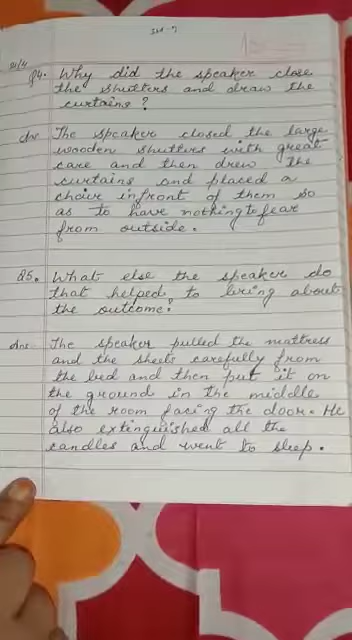 Q4. Why did the speaker close
the shutters and draw the
curtains?
Ans The speaker closed the large
wooden shutters with great
care and then drew the
curtains and placed a
chair infront of them so
as to have nothing to fear
from outside.
Q5. What else the speaker do
that helped to bring about
the outcome?
Ans The speaker pulled the mattress
and the sheets carefully from
the bed and then put it on
the ground in the middle
of the room facing the door. He
also extinguished all the
candles and went to sleep.